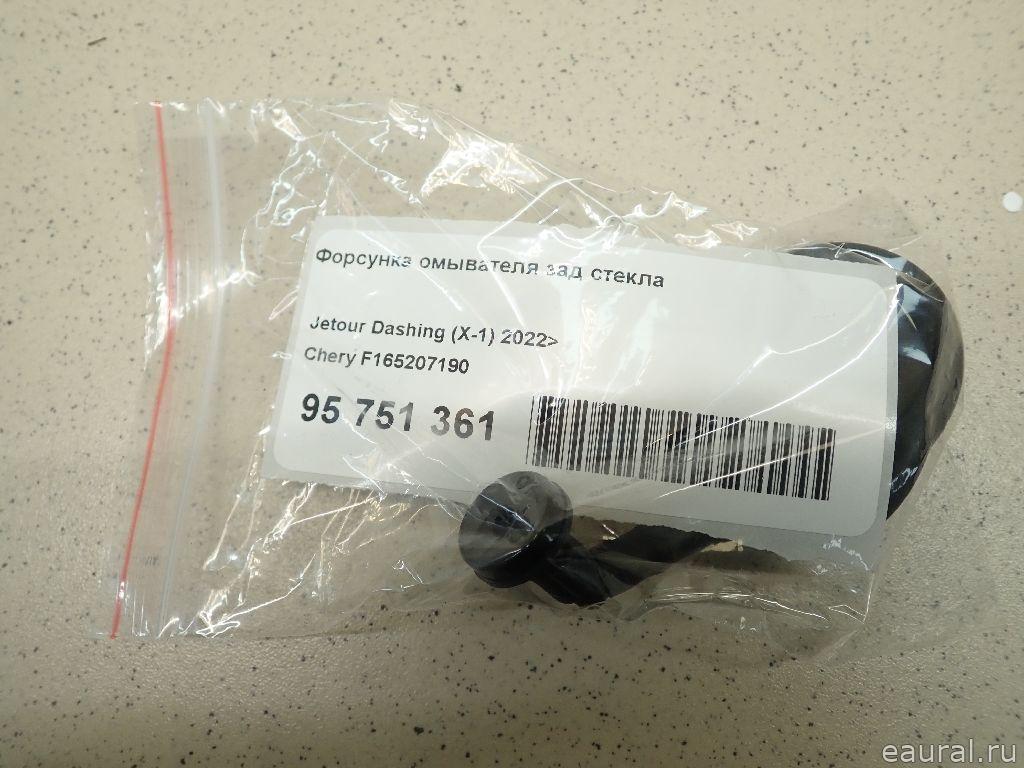 Форсунка омывателя зад стекла
Jetour Dashing (X-1) 2022>
Chery F165207190
95 751 361
eaural.ru